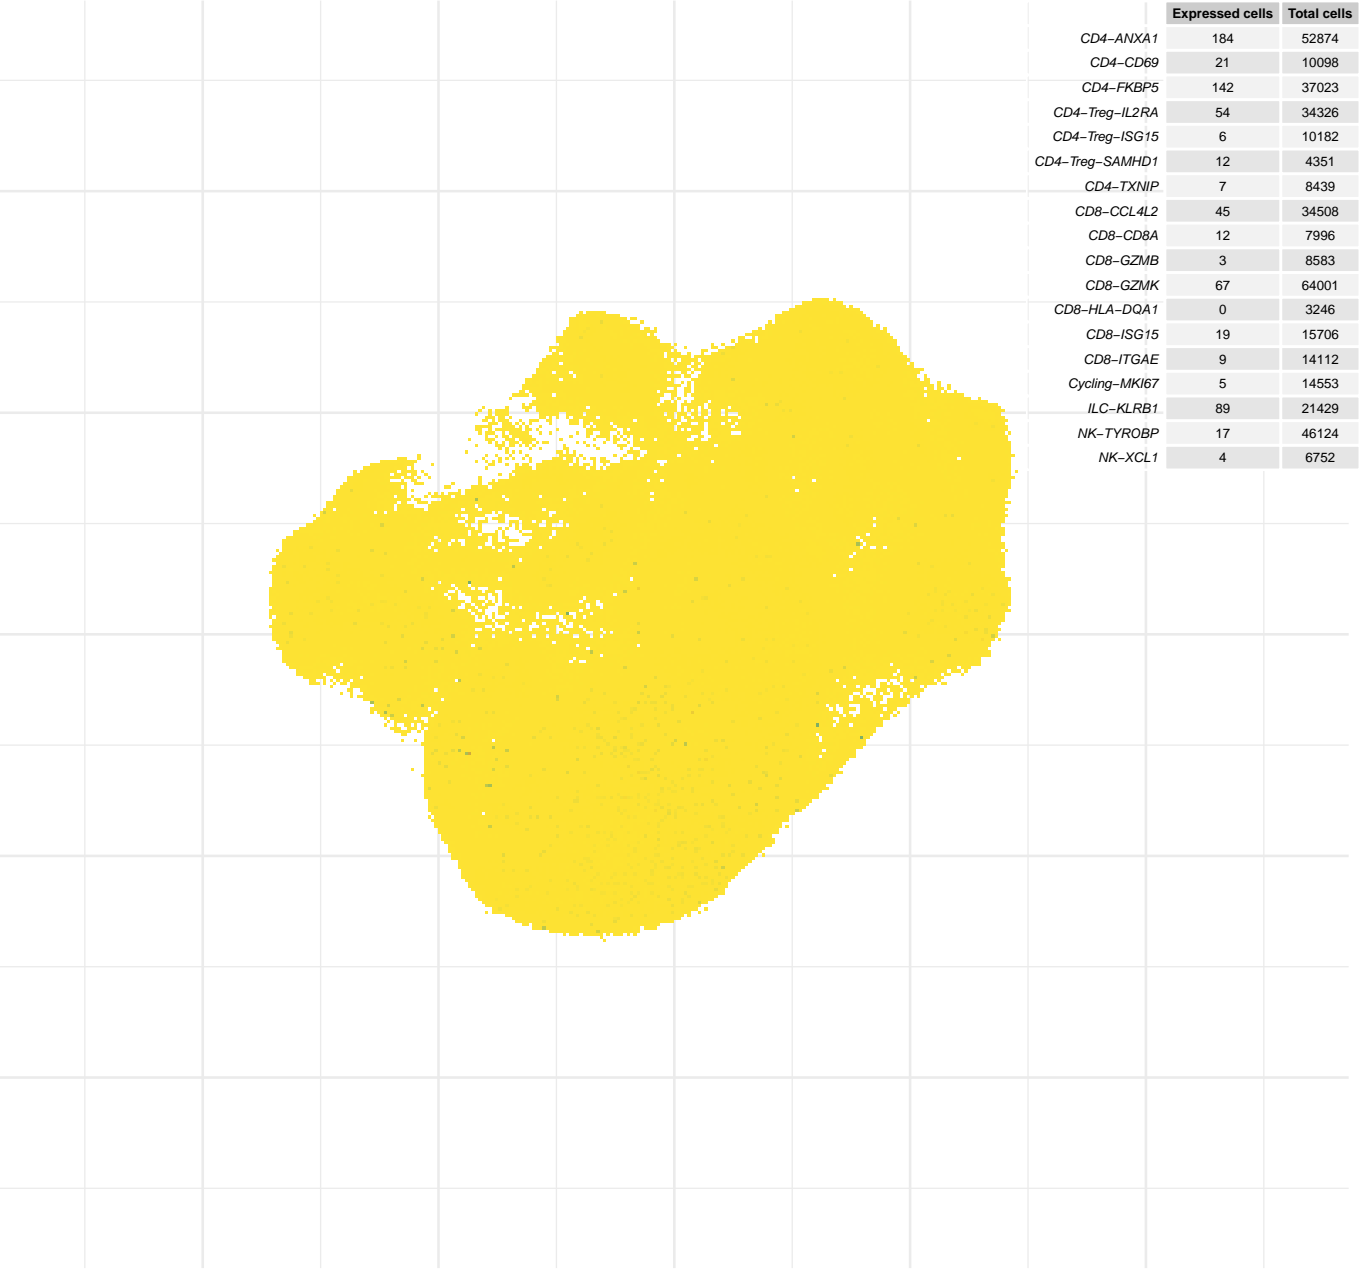 Expressed cells Total cells
CD4−ANXA1 184 52874
CD4−CD69 21 10098
CD4−FKBP5 142 37023
CD4−Treg−IL2RA 54 34326
CD4−Treg−ISG15 6 10182
CD4−Treg−SAMHD1 12 4351
CD4−TXNIP 7 8439
CD8−CCL4L2 45 34508
CD8−CD8A 12 7996
CD8−GZMB 3 8583
CD8−GZMK 67 64001
CD8−HLA−DQA1 0 3246
CD8−ISG15 19 15706
CD8−ITGAE 9 14112
Cycling−MKI67 5 14553
ILC−KLRB1 89 21429
NK−TYROBP 17 46124
NK−XCL1 4 6752